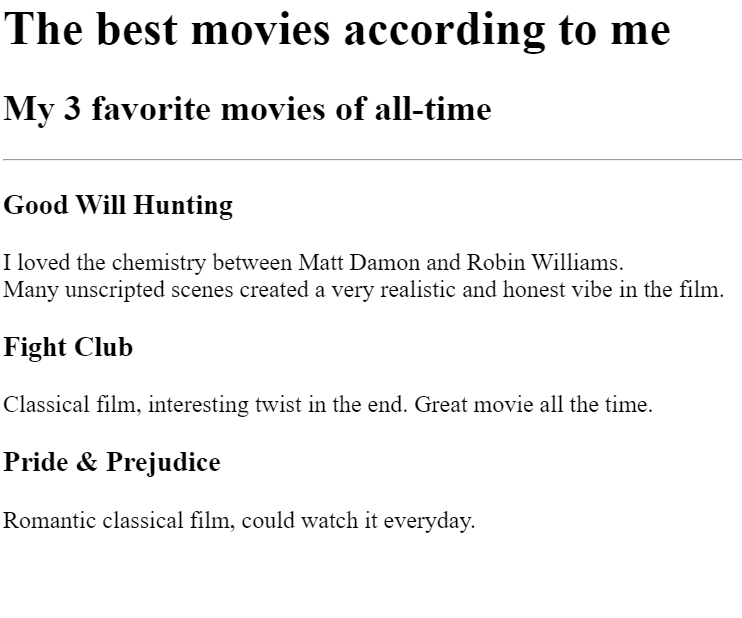 The best movies according to me
My 3 favorite movies of all-time
Good Will Hunting
I loved the chemistry between Matt Damon and Robin Williams.
Many unscripted scenes created a very realistic and honest vibe in the film.
Fight Club
Classical film, interesting twist in the end. Great movie all the time.
Pride & Prejudice
Romantic classical film, could watch it everyday.